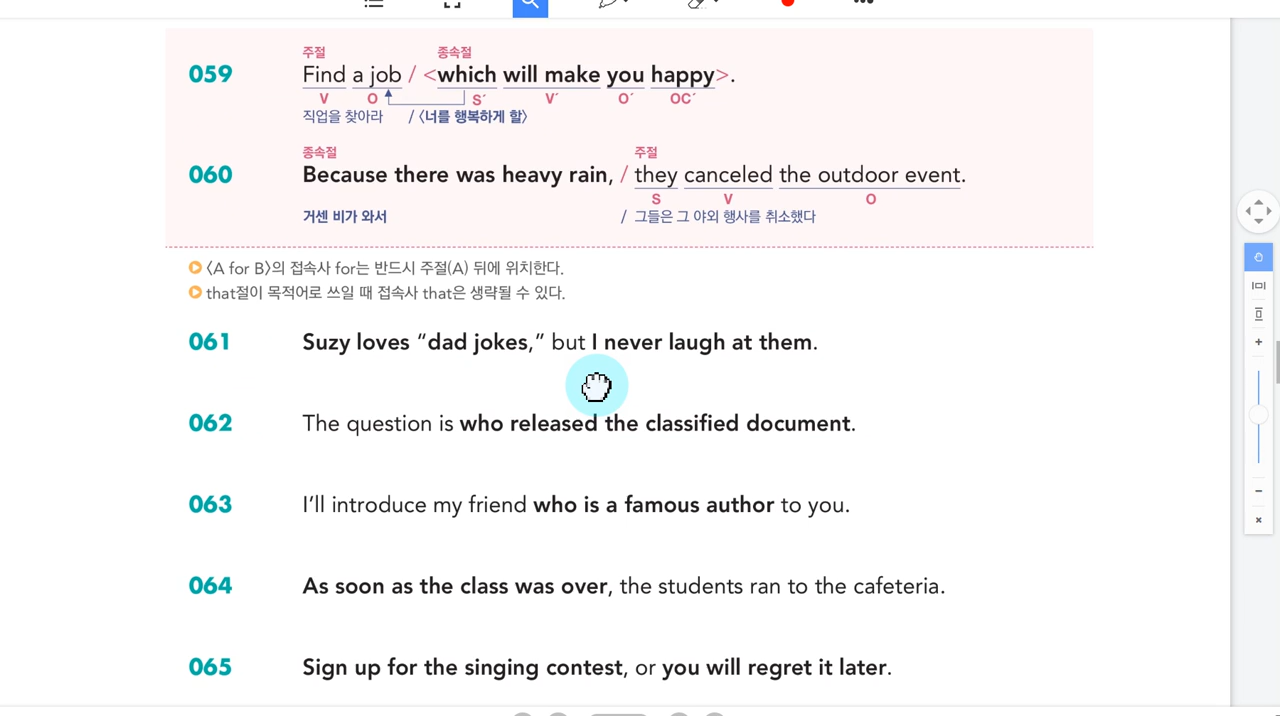 주절 종속절
059 Find a job / <which will make you happy>.
V O S´ V´ O´ OC´
직업을 찾아라 / 〈너를 행복하게 할〉
종속절 주절
060 Because there was heavy rain, / they canceled the outdoor event.
S V O
거센 비가 와서 / 그들은 그 야외 행사를 취소했다
〈A for B〉의 접속사 for는 반드시 주절(A) 뒤에 위치한다.
that절이 목적어로 쓰일 때 접속사 that은 생략될 수 있다.
061 Suzy loves “dad jokes,” but I never laugh at them.
062 The question is who released the classified document.
063 I’ll introduce my friend who is a famous author to you.
064 As soon as the class was over, the students ran to the cafeteria.
065 Sign up for the singing contest, or you will regret it later.